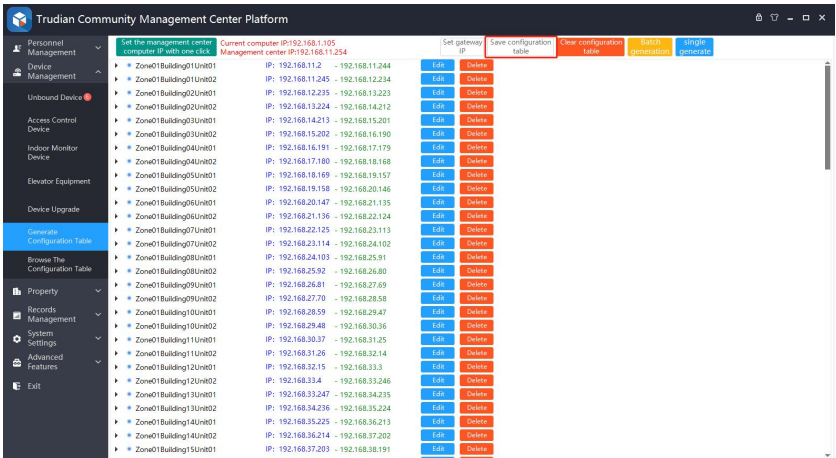 Trudian Community Management Center Platform
Personnel
Management
Device
Management
Unbound Device
Access Control
Device
Indoor Monitor
Device
Elevator Equipment
Device Upgrade
Generate
Configuration Table
Browse The
Configuration Table
Property
Records
Management
System
Settings
Advanced
Features
Exit
Set the management center
computer IP with one click
Current computer IP:192.168.1.105
Management center IP:192.168.11.254
Set gateway
IP
Save configuration
table
Clear configuration
table
Batch
generation
single
generate
Zone01Building01Unit01 IP: 192.168.11.2 - 192.168.11.244 Edit Delete
Zone01Building01Unit02 IP: 192.168.11.245 - 192.168.12.234 Edit Delete
Zone01Building02Unit01 IP: 192.168.12.235 - 192.168.13.223 Edit Delete
Zone01Building02Unit02 IP: 192.168.13.224 - 192.168.14.212 Edit Delete
Zone01Building03Unit01 IP: 192.168.14.213 - 192.168.15.201 Edit Delete
Zone01Building03Unit02 IP: 192.168.15.202 - 192.168.16.190 Edit Delete
Zone01Building04Unit01 IP: 192.168.16.191 - 192.168.17.179 Edit Delete
Zone01Building04Unit02 IP: 192.168.17.180 - 192.168.18.168 Edit Delete
Zone01Building05Unit01 IP: 192.168.18.169 - 192.168.19.157 Edit Delete
Zone01Building05Unit02 IP: 192.168.19.158 - 192.168.20.146 Edit Delete
Zone01Building06Unit01 IP: 192.168.20.147 - 192.168.21.135 Edit Delete
Zone01Building06Unit02 IP: 192.168.21.136 - 192.168.22.124 Edit Delete
Zone01Building07Unit01 IP: 192.168.22.125 - 192.168.23.113 Edit Delete
Zone01Building07Unit02 IP: 192.168.23.114 - 192.168.24.102 Edit Delete
Zone01Building08Unit01 IP: 192.168.24.103 - 192.168.25.91 Edit Delete
Zone01Building08Unit02 IP: 192.168.25.92 - 192.168.26.80 Edit Delete
Zone01Building09Unit01 IP: 192.168.26.81 - 192.168.27.69 Edit Delete
Zone01Building09Unit02 IP: 192.168.27.70 - 192.168.28.58 Edit Delete
Zone01Building10Unit01 IP: 192.168.28.59 - 192.168.29.47 Edit Delete
Zone01Building10Unit02 IP: 192.168.29.48 - 192.168.30.36 Edit Delete
Zone01Building11Unit01 IP: 192.168.30.37 - 192.168.31.25 Edit Delete
Zone01Building11Unit02 IP: 192.168.31.26 - 192.168.32.14 Edit Delete
Zone01Building12Unit01 IP: 192.168.32.15 - 192.168.33.3 Edit Delete
Zone01Building12Unit02 IP: 192.168.33.4 - 192.168.33.246 Edit Delete
Zone01Building13Unit01 IP: 192.168.33.247 - 192.168.34.235 Edit Delete
Zone01Building13Unit02 IP: 192.168.34.236 - 192.168.35.224 Edit Delete
Zone01Building14Unit01 IP: 192.168.35.225 - 192.168.36.213 Edit Delete
Zone01Building14Unit02 IP: 192.168.36.214 - 192.168.37.202 Edit Delete
Zone01Building15Unit01 IP: 192.168.37.203 - 192.168.38.191 Edit Delete